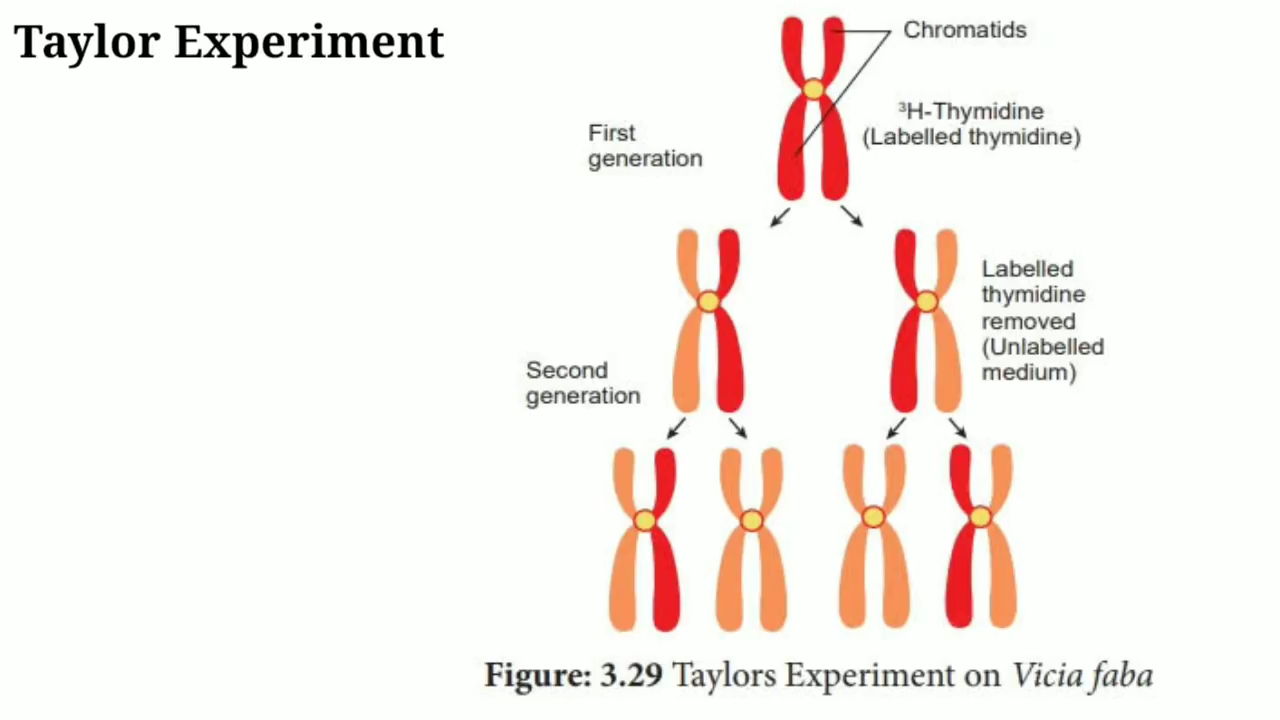 Taylor Experiment
Chromatids
³H-Thymidine
(Labelled thymidine)
First
generation
Labelled
thymidine
removed
(Unlabelled
medium)
Second
generation
Figure: 3.29 Taylors Experiment on Vicia faba